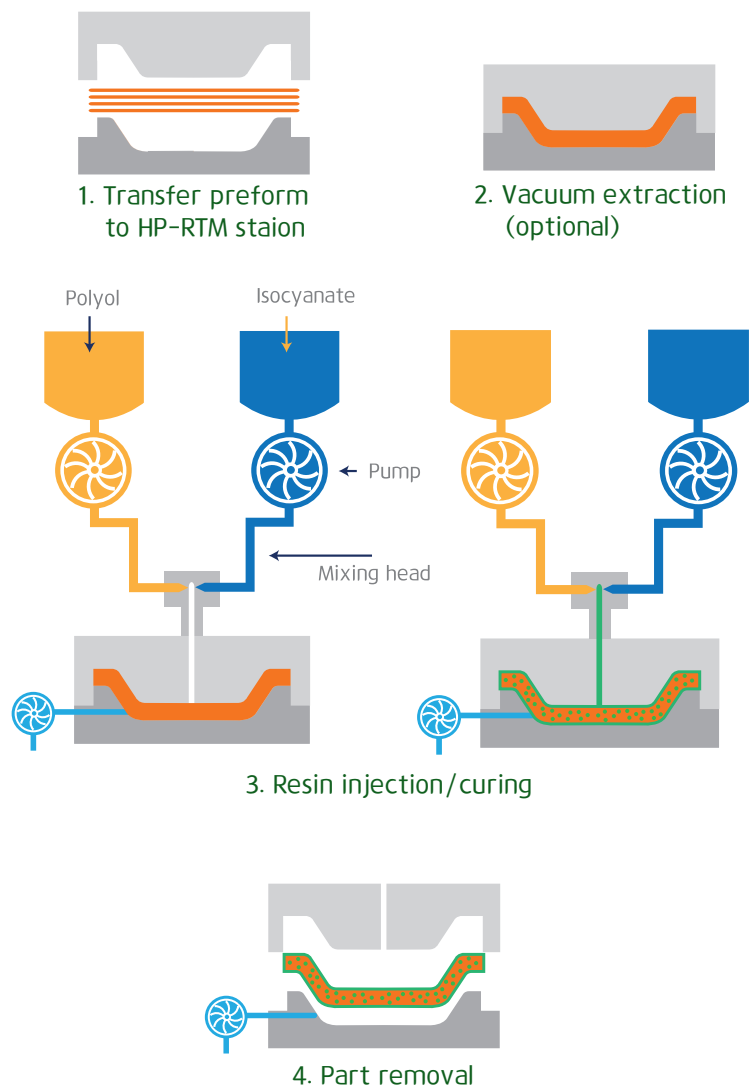 1. Transfer preform
to HP-RTM staion
2. Vacuum extraction
(optional)
Polyol
Isocyanate
Pump
Mixing head
3. Resin injection/curing
4. Part removal